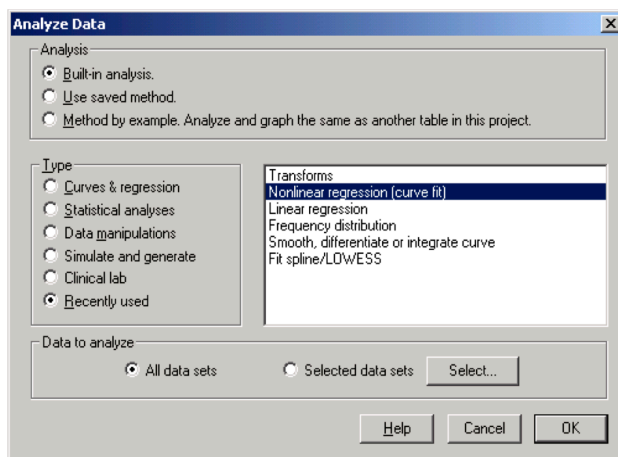 Analyze Data
Analysis
Built-in analysis.
Use saved method.
Method by example. Analyze and graph the same as another table in this project.
Type
Curves & regression
Statistical analyses
Data manipulations
Simulate and generate
Clinical lab
Recently used
Transforms
Nonlinear regression (curve fit)
Linear regression
Frequency distribution
Smooth, differentiate or integrate curve
Fit spline/LOWESS
Data to analyze
All data sets
Selected data sets
Select...
Help
Cancel
OK